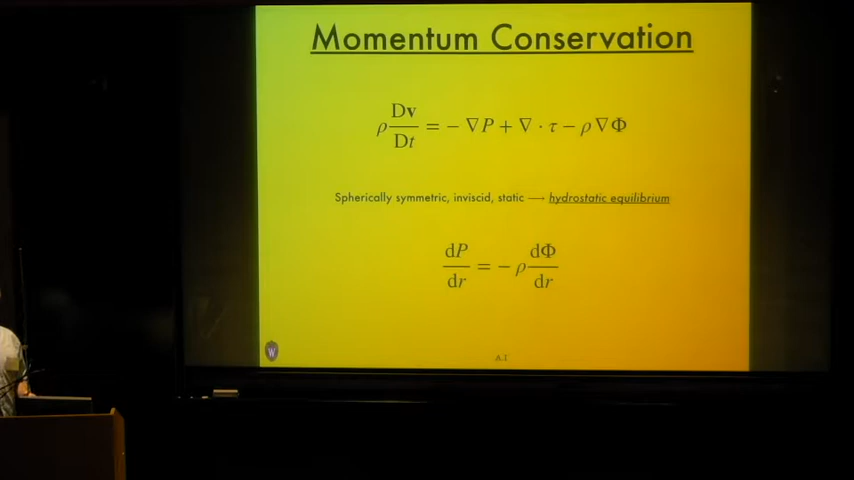 Momentum Conservation
ρ Dv/Dt = − ∇P + ∇ · τ − ρ ∇Φ
Spherically symmetric, inviscid, static ⟶ hydrostatic equilibrium
dP/dr = − ρ dΦ/dr
W